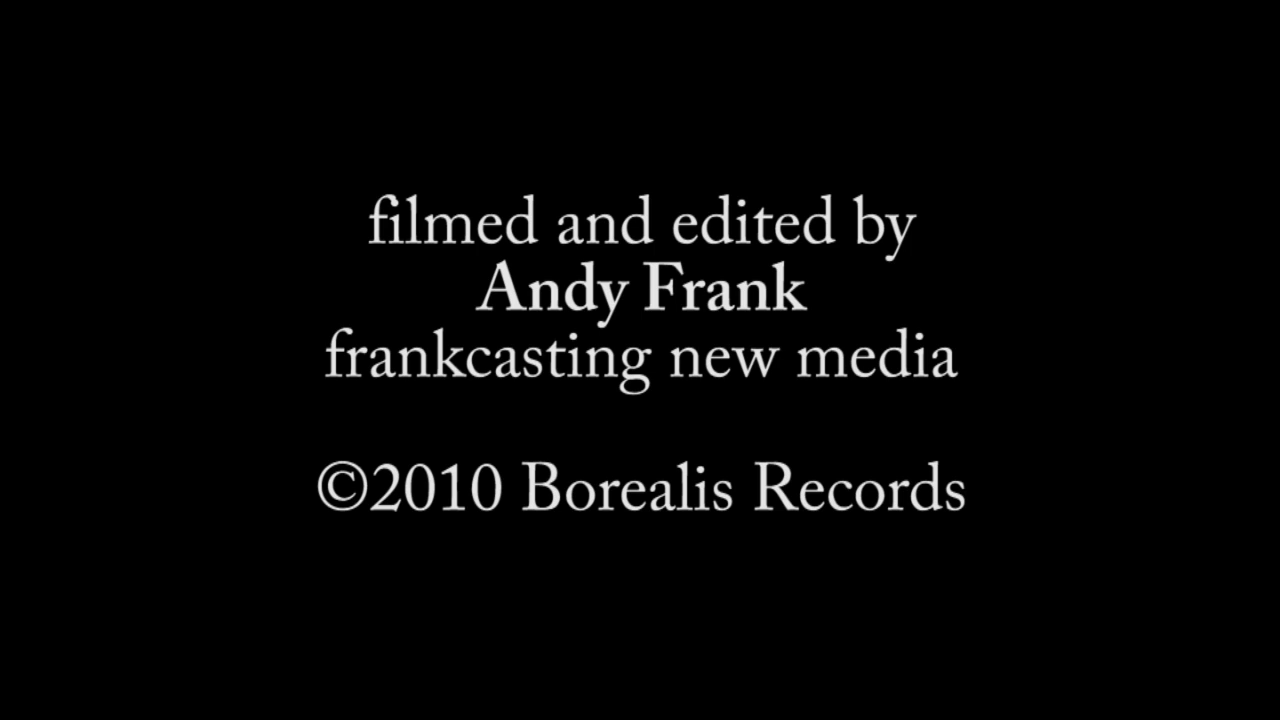 filmed and edited by
Andy Frank
frankcasting new media
©2010 Borealis Records